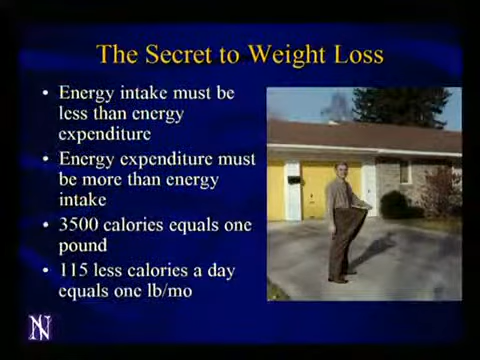 The Secret to Weight Loss
• Energy intake must be
less than energy
expenditure
• Energy expenditure must
be more than energy
intake
• 3500 calories equals one
pound
• 115 less calories a day
equals one lb/mo
N